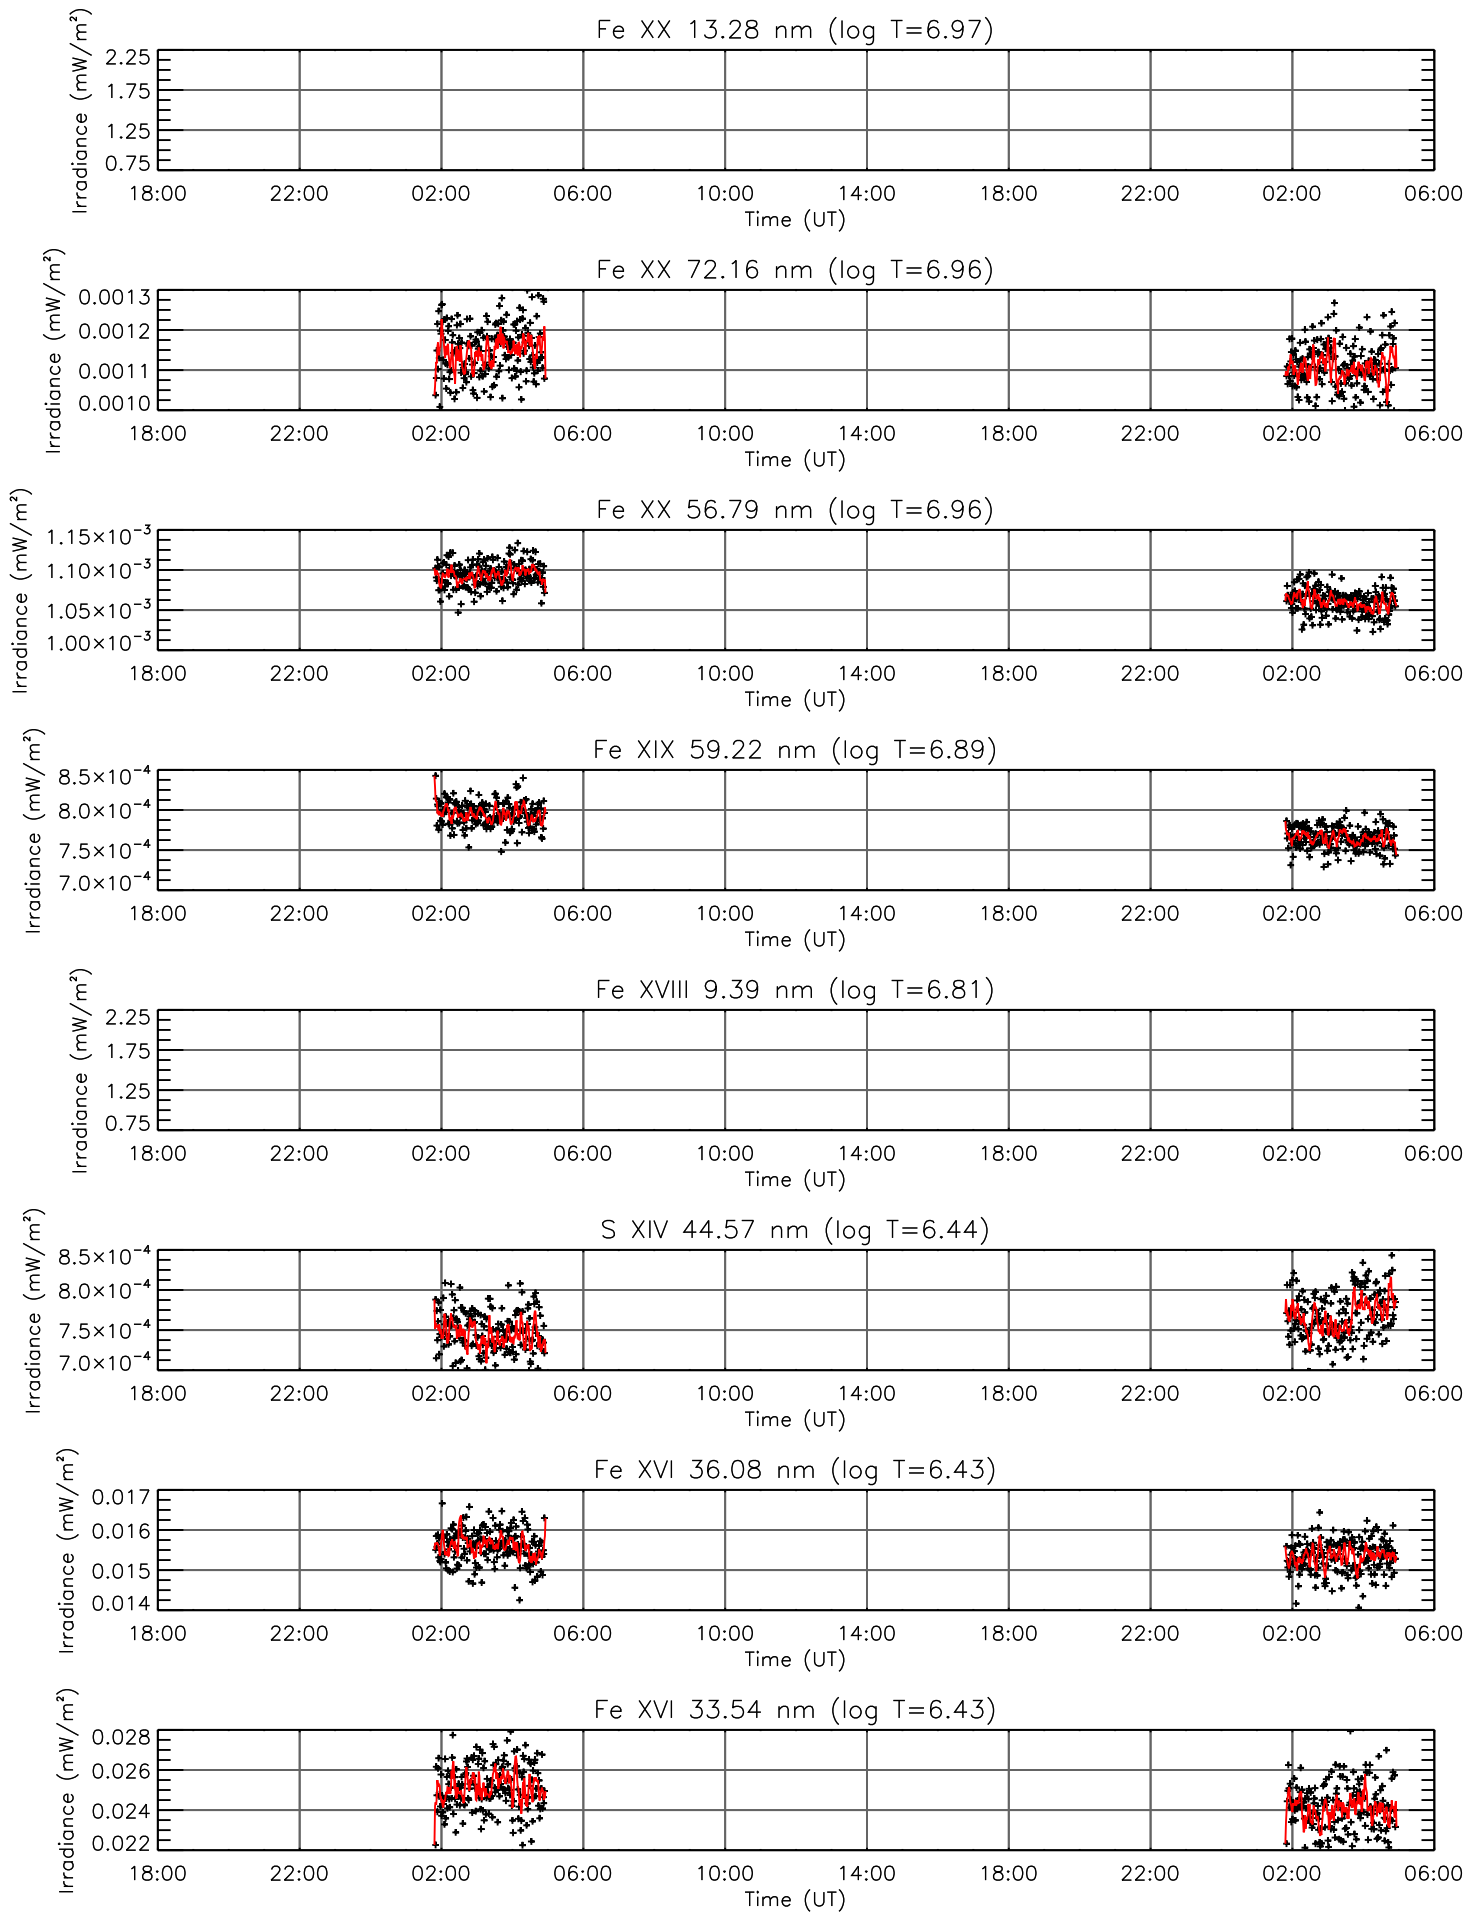 Fe XX 13.28 nm (log T=6.97)
Irradiance (mW/m²)
2.25
1.75
1.25
0.75
18:00 22:00 02:00 06:00 10:00 14:00 18:00 22:00 02:00 06:00
Time (UT)
Fe XX 72.16 nm (log T=6.96)
Irradiance (mW/m²)
0.0013
0.0012
0.0011
0.0010
18:00 22:00 02:00 06:00 10:00 14:00 18:00 22:00 02:00 06:00
Time (UT)
Fe XX 56.79 nm (log T=6.96)
Irradiance (mW/m²)
1.15×10⁻³
1.10×10⁻³
1.05×10⁻³
1.00×10⁻³
18:00 22:00 02:00 06:00 10:00 14:00 18:00 22:00 02:00 06:00
Time (UT)
Fe XIX 59.22 nm (log T=6.89)
Irradiance (mW/m²)
8.5×10⁻⁴
8.0×10⁻⁴
7.5×10⁻⁴
7.0×10⁻⁴
18:00 22:00 02:00 06:00 10:00 14:00 18:00 22:00 02:00 06:00
Time (UT)
Fe XVIII 9.39 nm (log T=6.81)
Irradiance (mW/m²)
2.25
1.75
1.25
0.75
18:00 22:00 02:00 06:00 10:00 14:00 18:00 22:00 02:00 06:00
Time (UT)
S XIV 44.57 nm (log T=6.44)
Irradiance (mW/m²)
8.5×10⁻⁴
8.0×10⁻⁴
7.5×10⁻⁴
7.0×10⁻⁴
18:00 22:00 02:00 06:00 10:00 14:00 18:00 22:00 02:00 06:00
Time (UT)
Fe XVI 36.08 nm (log T=6.43)
Irradiance (mW/m²)
0.017
0.016
0.015
0.014
18:00 22:00 02:00 06:00 10:00 14:00 18:00 22:00 02:00 06:00
Time (UT)
Fe XVI 33.54 nm (log T=6.43)
Irradiance (mW/m²)
0.028
0.026
0.024
0.022
18:00 22:00 02:00 06:00 10:00 14:00 18:00 22:00 02:00 06:00
Time (UT)